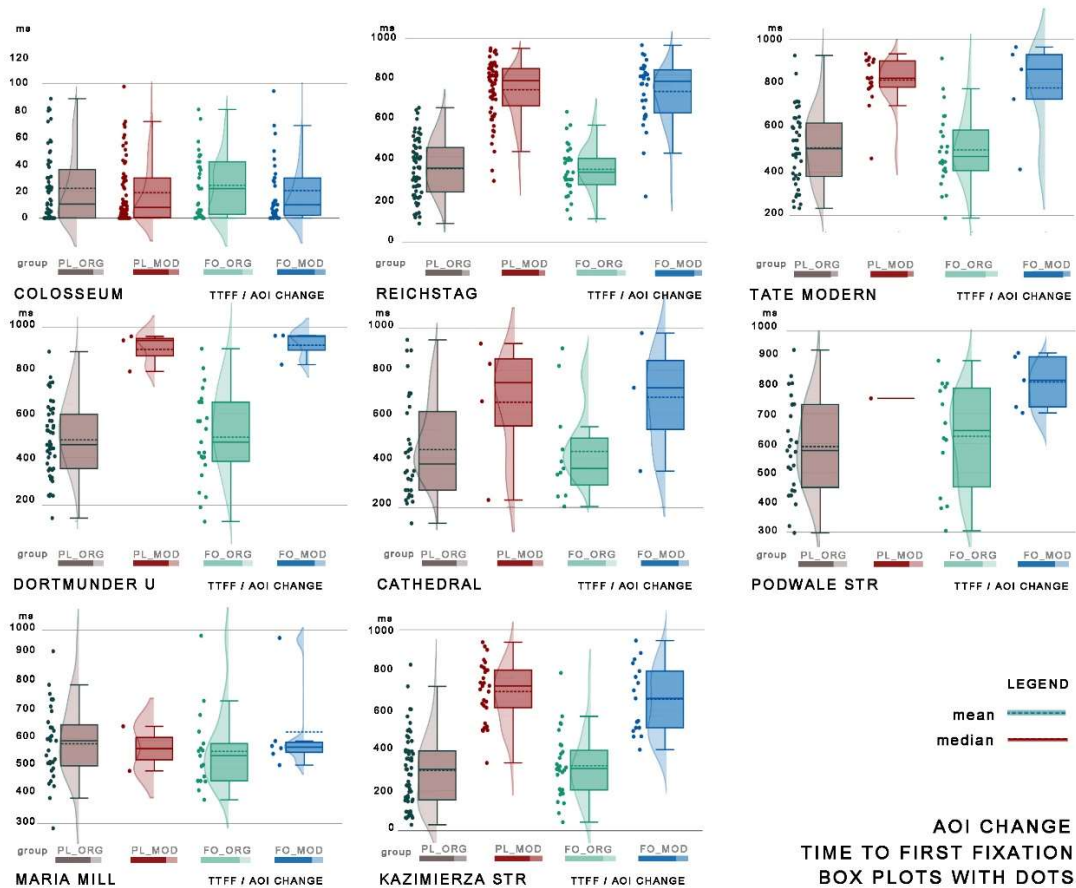 ms
120
100
80
60
40
20
0
group PL_ORG PL_MOD FO_ORG FO_MOD
COLOSSEUM TTFF / AOI CHANGE
ms
1000
800
600
400
200
0
group PL_ORG PL_MOD FO_ORG FO_MOD
REICHSTAG TTFF / AOI CHANGE
ms
1000
800
600
400
200
group PL_ORG PL_MOD FO_ORG FO_MOD
TATE MODERN TTFF / AOI CHANGE
ms
1000
800
600
400
200
group PL_ORG PL_MOD FO_ORG FO_MOD
DORTMUNDER U TTFF / AOI CHANGE
ms
1000
800
600
400
200
group PL_ORG PL_MOD FO_ORG FO_MOD
CATHEDRAL TTFF / AOI CHANGE
ms
1000
900
800
700
600
500
400
300
group PL_ORG PL_MOD FO_ORG FO_MOD
PODWALE STR TTFF / AOI CHANGE
ms
1000
900
800
700
600
500
400
300
group PL_ORG PL_MOD FO_ORG FO_MOD
MARIA MILL TTFF / AOI CHANGE
ms
1000
800
600
400
200
0
group PL_ORG PL_MOD FO_ORG FO_MOD
KAZIMIERZA STR TTFF / AOI CHANGE
LEGEND
mean
median
AOI CHANGE
TIME TO FIRST FIXATION
BOX PLOTS WITH DOTS